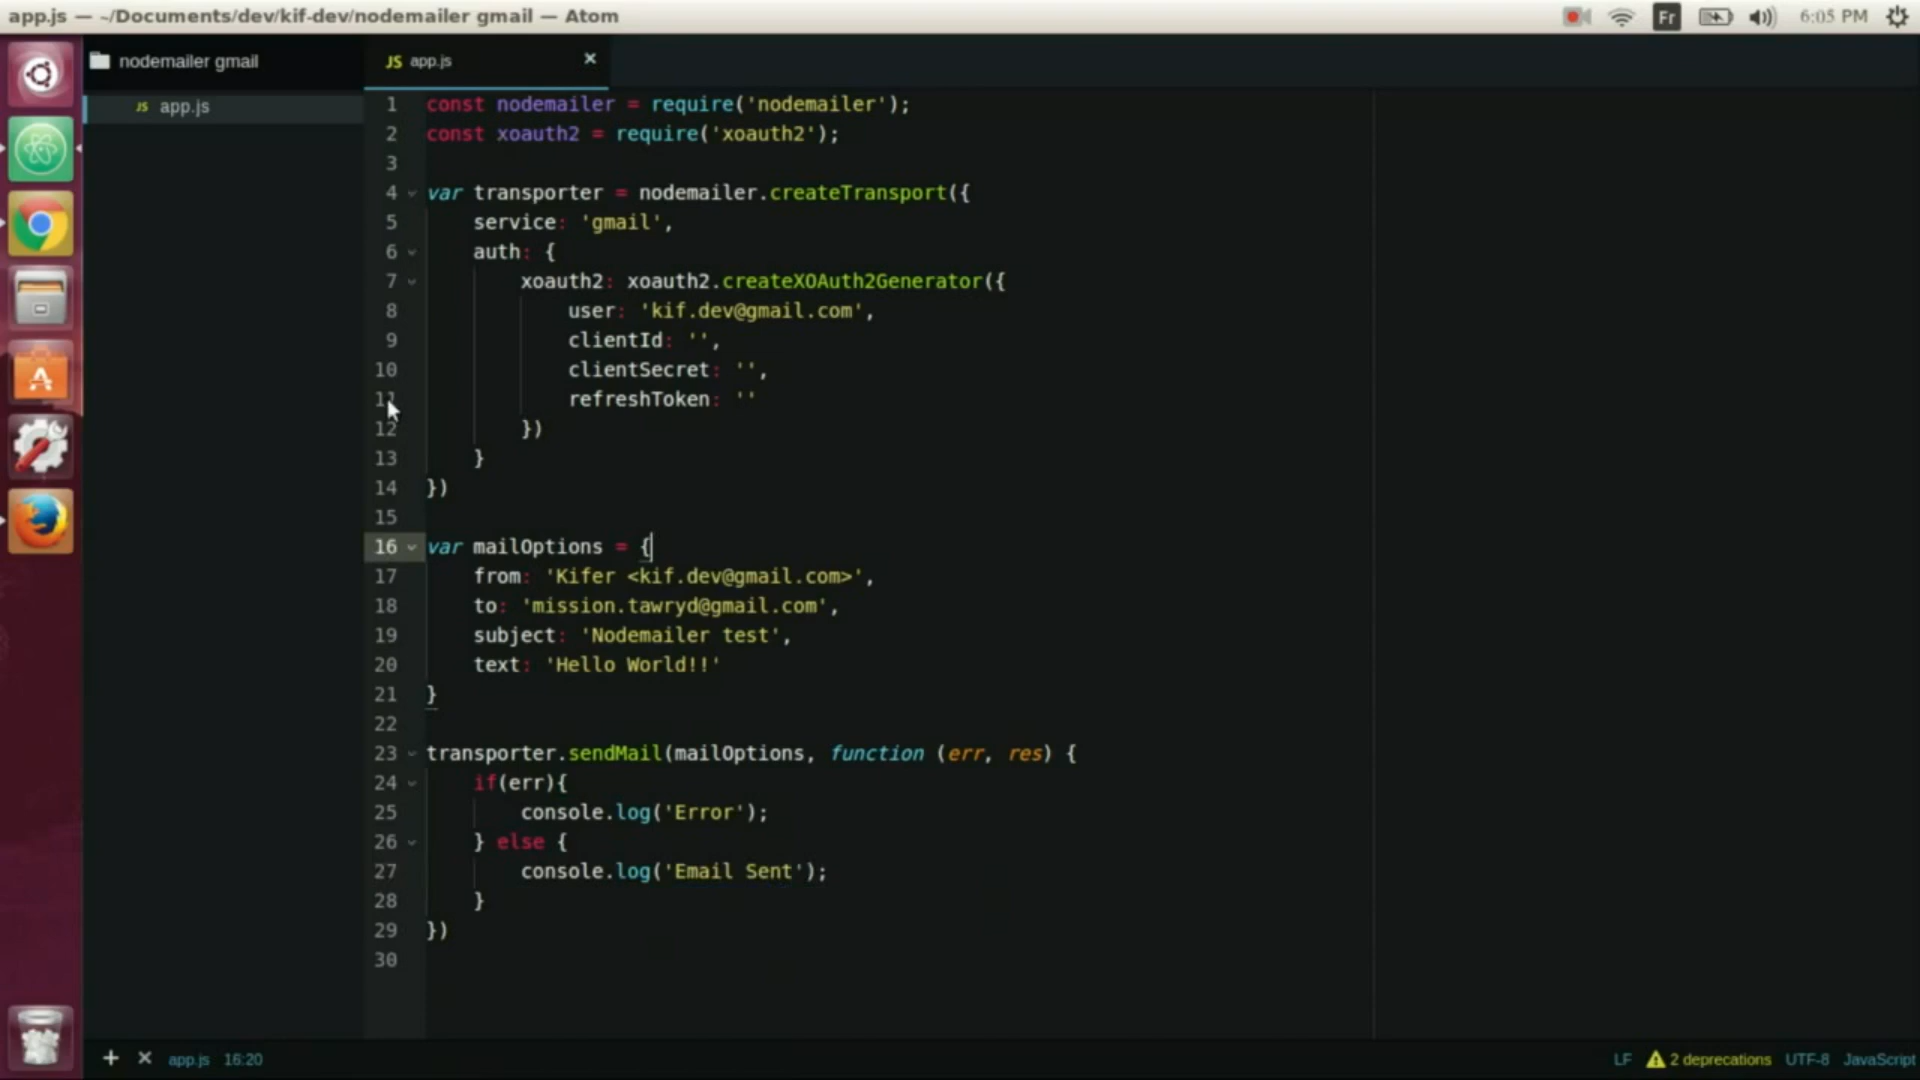 app.js — ~/Documents/dev/kif-dev/nodemailer gmail — Atom
Fr
6:05 PM
nodemailer gmail
JS app.js
JS app.js
1 const nodemailer = require('nodemailer');
2 const xoauth2 = require('xoauth2');
3
4 var transporter = nodemailer.createTransport({
5 service: 'gmail',
6 auth: {
7 xoauth2: xoauth2.createXOAuth2Generator({
8 user: 'kif.dev@gmail.com',
9 clientId: '',
10 clientSecret: '',
11 refreshToken: ''
12 })
13 }
14 })
15
16 var mailOptions = {
17 from: 'Kifer <kif.dev@gmail.com>',
18 to: 'mission.tawryd@gmail.com',
19 subject: 'Nodemailer test',
20 text: 'Hello World!!'
21 }
22
23 transporter.sendMail(mailOptions, function (err, res) {
24 if(err){
25 console.log('Error');
26 } else {
27 console.log('Email Sent');
28 }
29 })
30
+ × app.js 16:20
LF 2 deprecations UTF-8 JavaScript